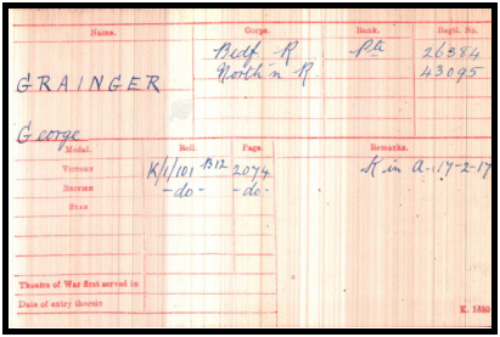 Name. Corps. Rank. Regtl. No.
Bedf. R Pte 26384
GRAINGER North'n R. 43095
George
Medal. Roll. Page. Remarks.
Victory K/1/101 B12 2074 K in A. 17-2-17
British -do- -do-
Star
Theatre of War first served in
Date of entry therein